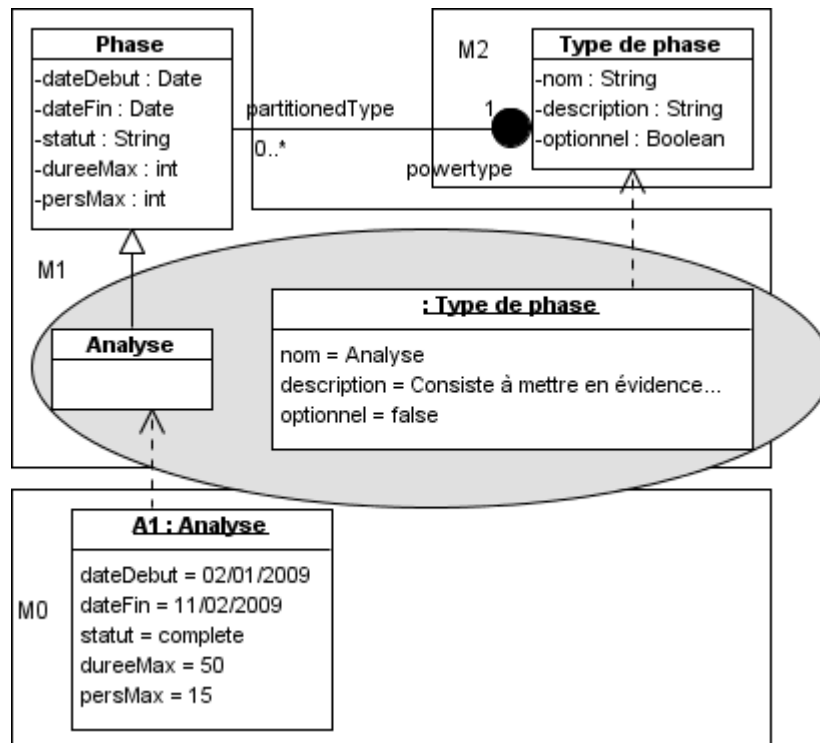 Phase
-dateDebut : Date
-dateFin : Date
-statut : String
-dureeMax : int
-persMax : int
partitionedType
0..*
1
powertype
M2
Type de phase
-nom : String
-description : String
-optionnel : Boolean
M1
Analyse
: Type de phase
nom = Analyse
description = Consiste à mettre en évidence...
optionnel = false
M0
A1 : Analyse
dateDebut = 02/01/2009
dateFin = 11/02/2009
statut = complete
dureeMax = 50
persMax = 15